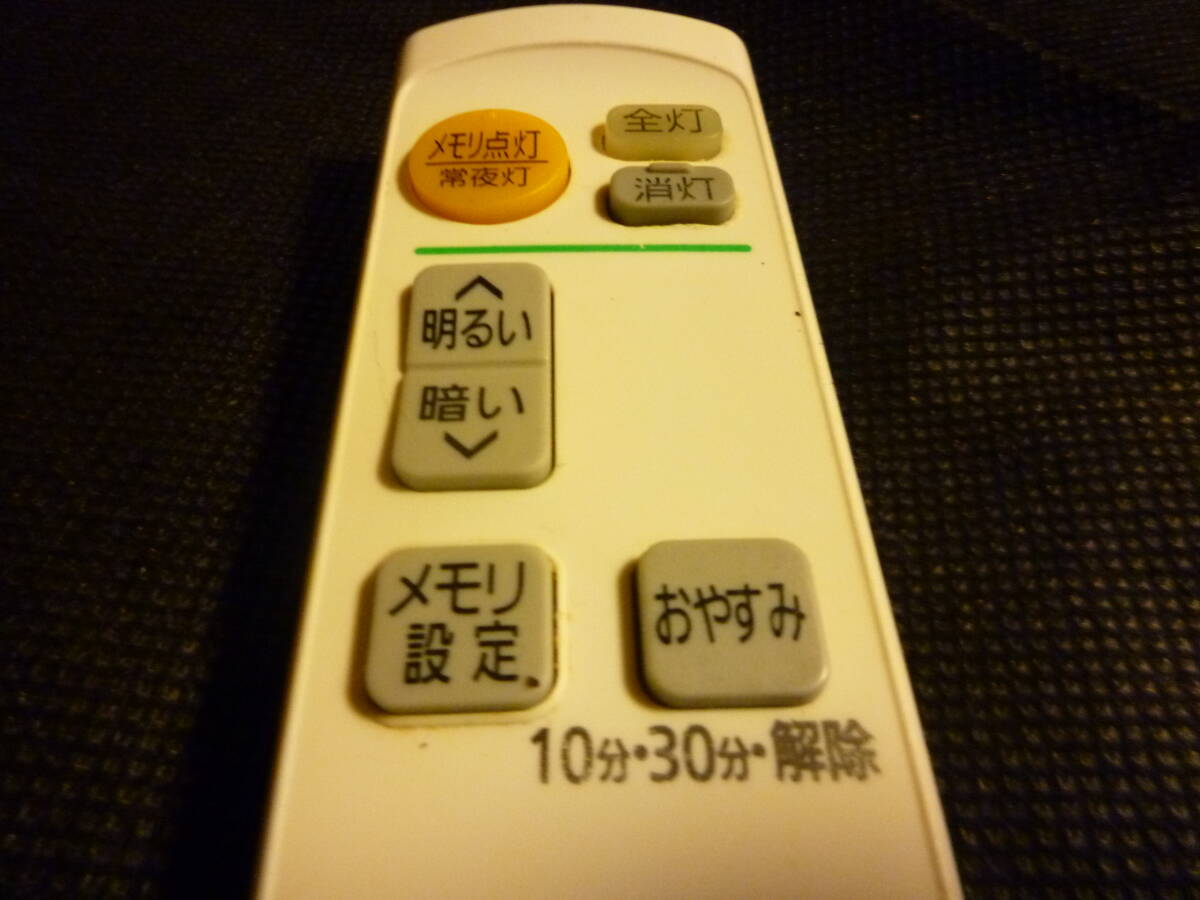 メモリ点灯
常夜灯
全灯
消灯
明るい
暗い
メモリ
設定
おやすみ
10分・30分・解除